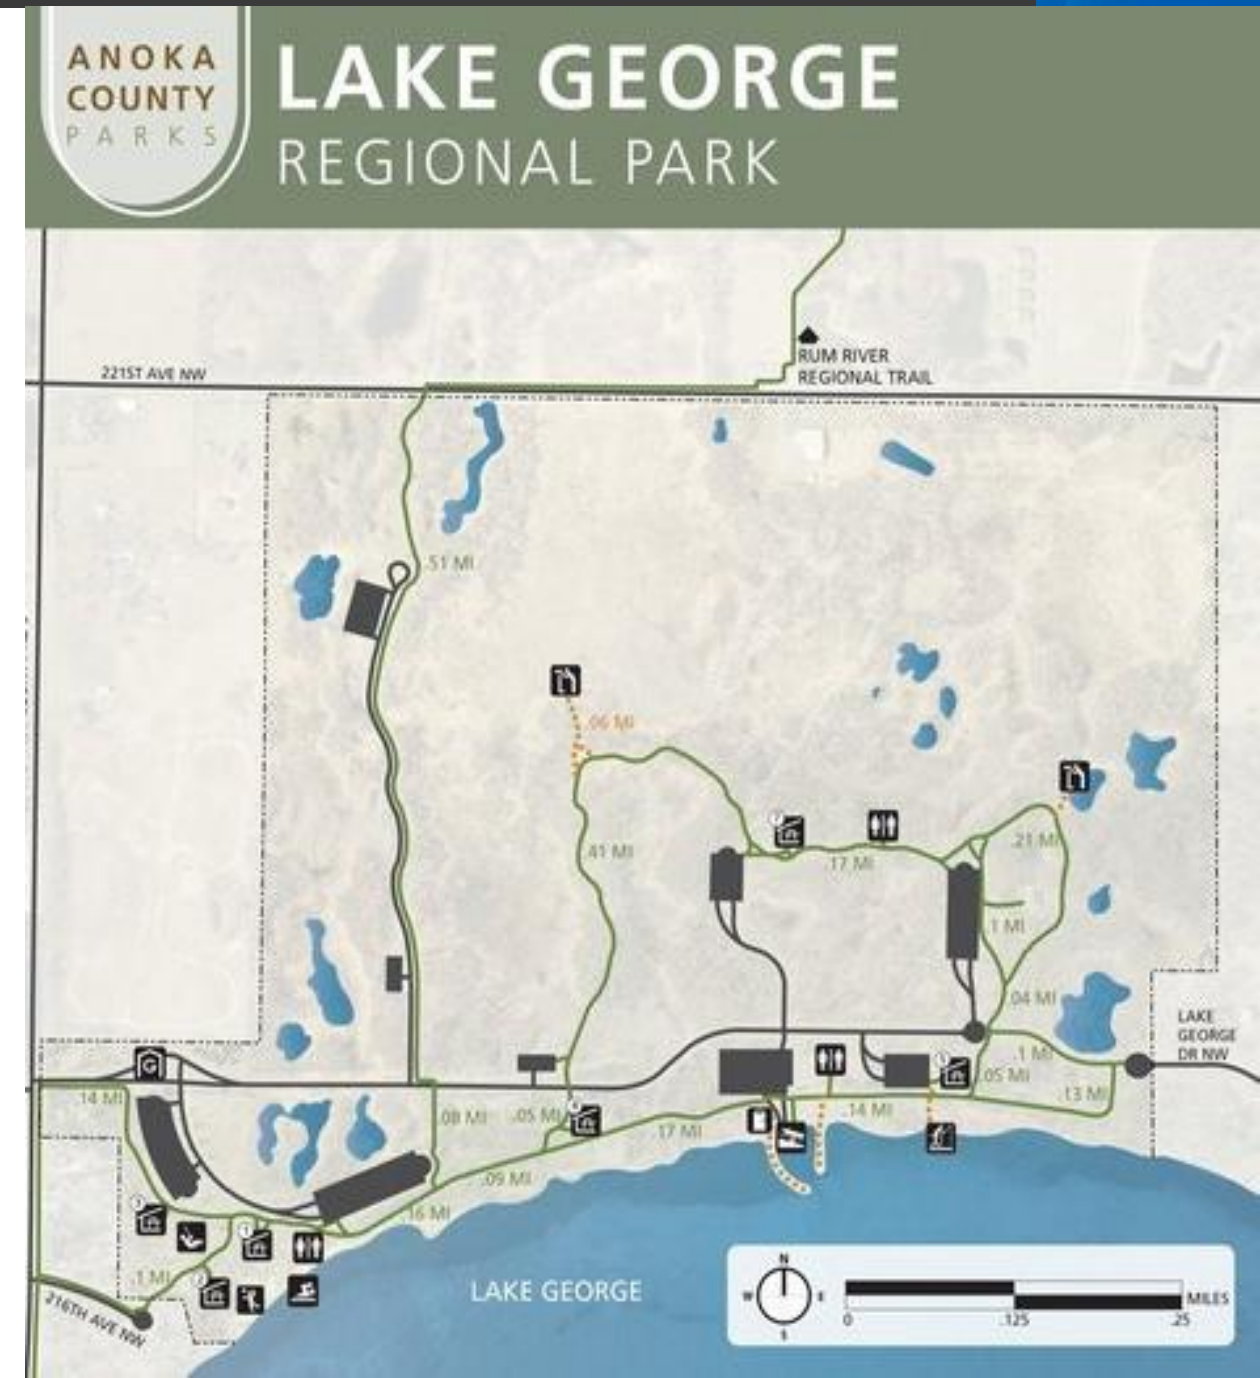 ANOKA
COUNTY
PARKS
LAKE GEORGE
REGIONAL PARK
RUM RIVER
REGIONAL TRAIL
221ST AVE NW
.51 MI
.06 MI
.41 MI
.17 MI
.21 MI
.1 MI
.04 MI
LAKE
GEORGE
DR NW
G
.1 MI
.05 MI
.13 MI
.14 MI
.08 MI
.05 MI
.14 MI
.17 MI
.09 MI
.16 MI
3
1
.1 MI
2
216TH AVE NW
LAKE GEORGE
N
W E
S
0 .125 .25
MILES